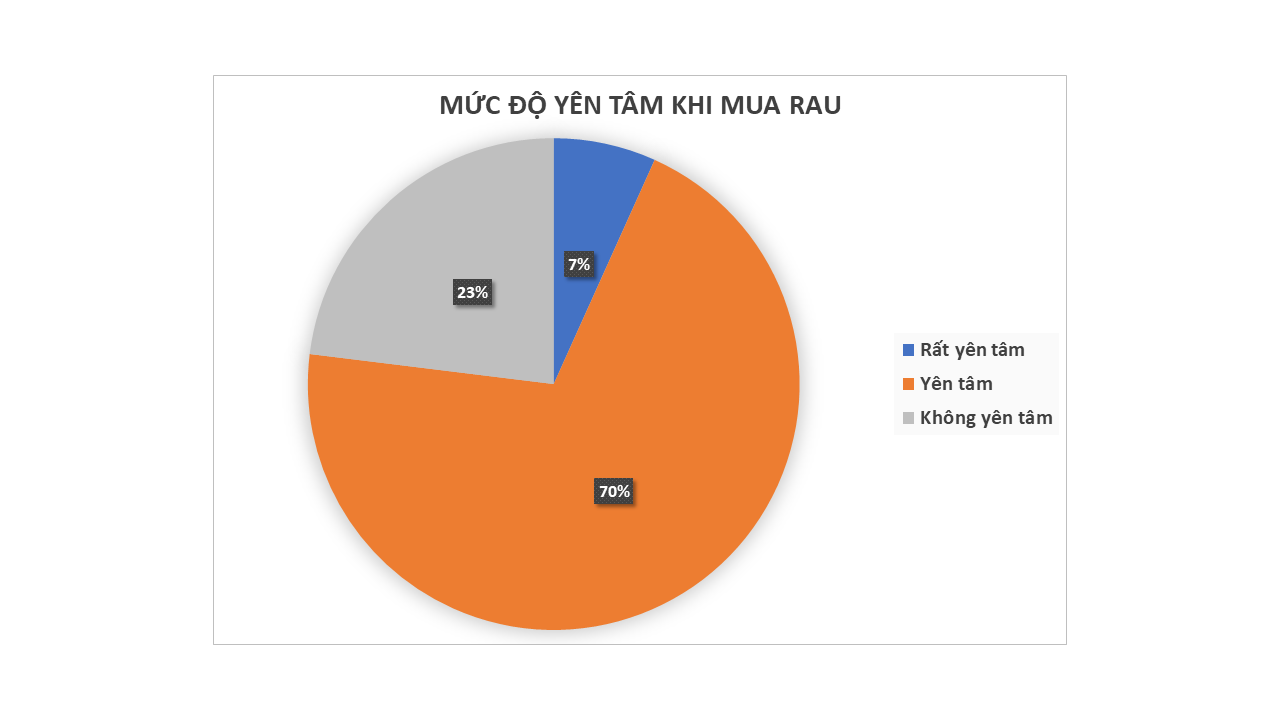 MỨC ĐỘ YÊN TÂM KHI MUA RAU
7%
23%
70%
Rất yên tâm
Yên tâm
Không yên tâm